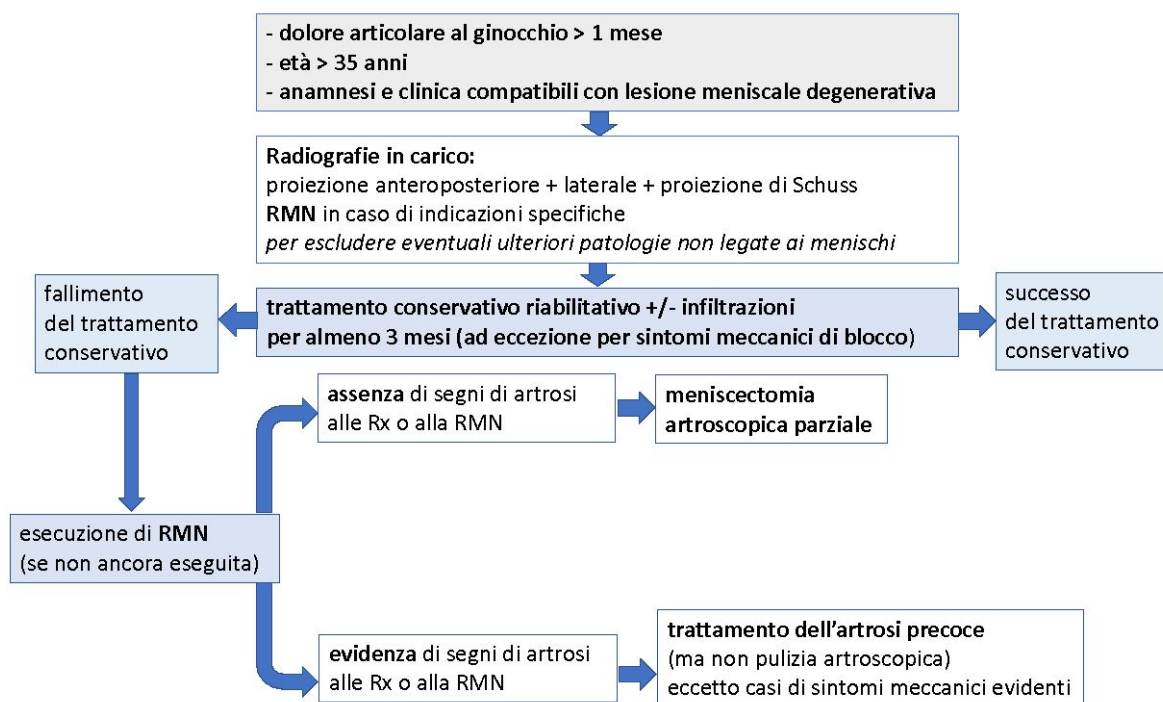 - dolore articolare al ginocchio > 1 mese
- età > 35 anni
- anamnesi e clinica compatibili con lesione meniscale degenerativa
Radiografie in carico:
proiezione anteroposteriore + laterale + proiezione di Schuss
RMN in caso di indicazioni specifiche
per escludere eventuali ulteriori patologie non legate ai menischi
fallimento
del trattamento
conservativo
trattamento conservativo riabilitativo +/- infiltrazioni
per almeno 3 mesi (ad eccezione per sintomi meccanici di blocco)
successo
del trattamento
conservativo
assenza di segni di artrosi
alle Rx o alla RMN
meniscectomia
artroscopica parziale
esecuzione di RMN
(se non ancora eseguita)
evidenza di segni di artrosi
alle Rx o alla RMN
trattamento dell'artrosi precoce
(ma non pulizia artroscopica)
eccetto casi di sintomi meccanici evidenti